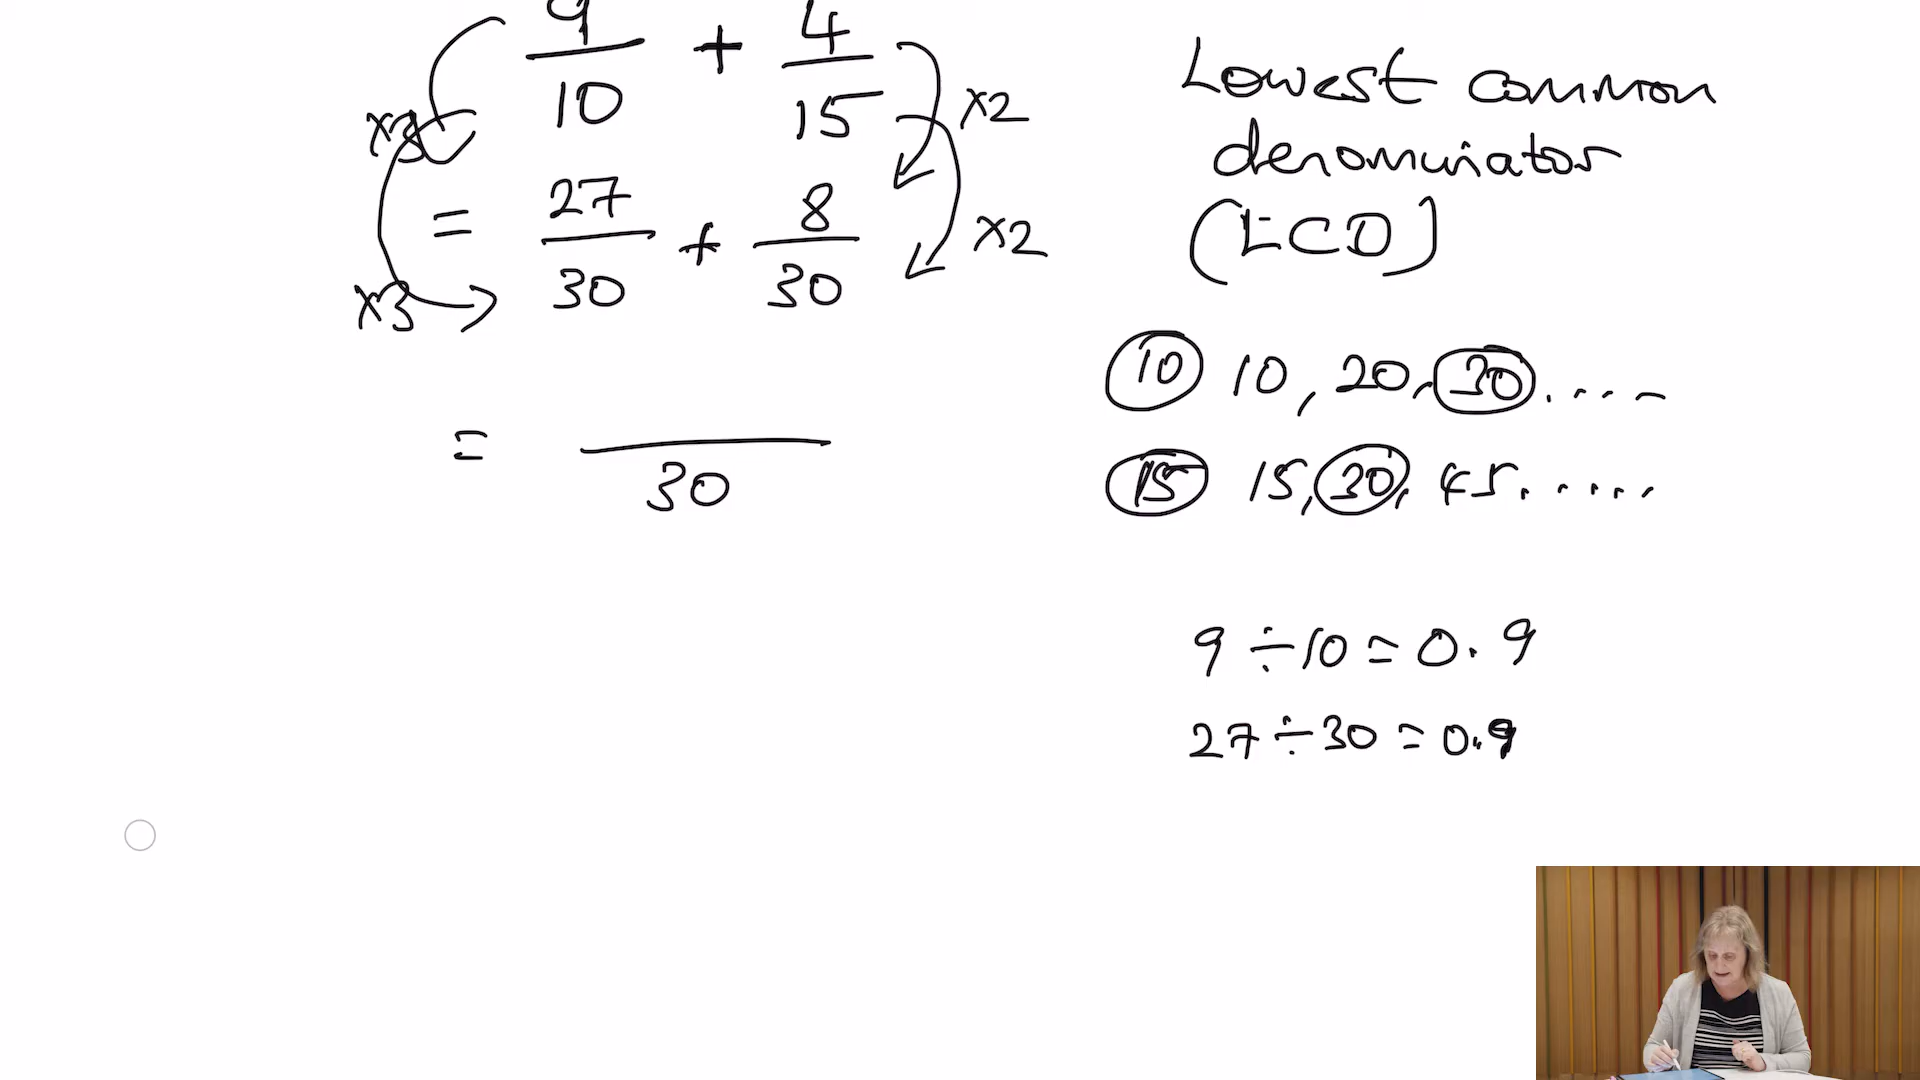 9/10 + 4/15
×3 ×2
= 27/30 + 8/30
×3 ×2
= /30
Lowest common
denominator
(LCD)
10 10, 20, 30.....
15 15, 30, 45.....
9 ÷ 10 = 0.9
27 ÷ 30 = 0.9